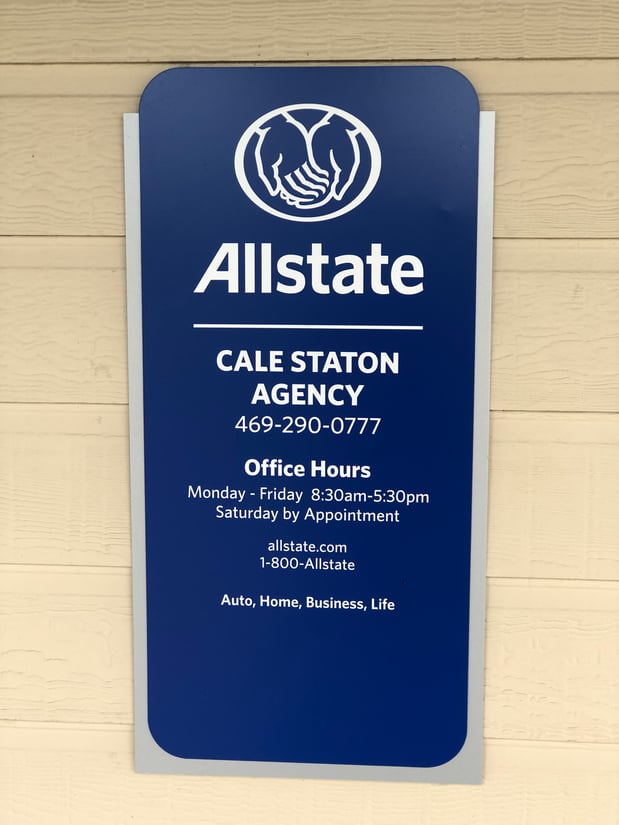 Allstate
CALE STATON
AGENCY
469-290-0777
Office Hours
Monday - Friday 8:30am-5:30pm
Saturday by Appointment
allstate.com
1-800-Allstate
Auto, Home, Business, Life